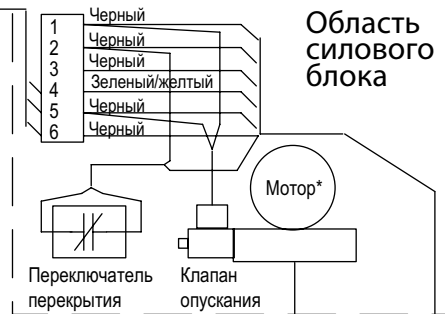 Область
силового
блока
1 Черный
2 Черный
3 Черный
4 Зеленый/желтый
5 Черный
6 Черный
Мотор*
Переключатель
перекрытия
Клапан
опускания